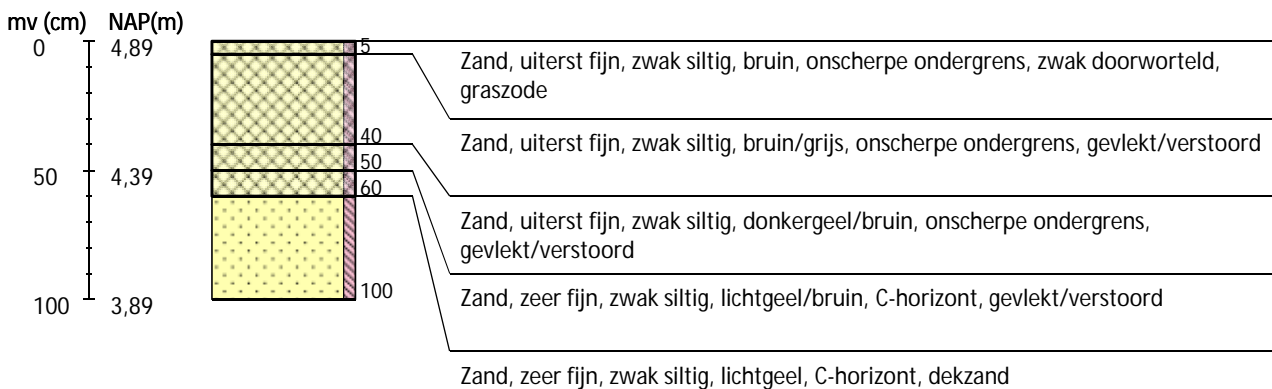 mv (cm) NAP(m)
0 4,89
5
Zand, uiterst fijn, zwak siltig, bruin, onscherpe ondergrens, zwak doorworteld,
graszode
40
Zand, uiterst fijn, zwak siltig, bruin/grijs, onscherpe ondergrens, gevlekt/verstoord
50 4,39
50
60
Zand, uiterst fijn, zwak siltig, donkergeel/bruin, onscherpe ondergrens,
gevlekt/verstoord
100 3,89
100
Zand, zeer fijn, zwak siltig, lichtgeel/bruin, C-horizont, gevlekt/verstoord
Zand, zeer fijn, zwak siltig, lichtgeel, C-horizont, dekzand